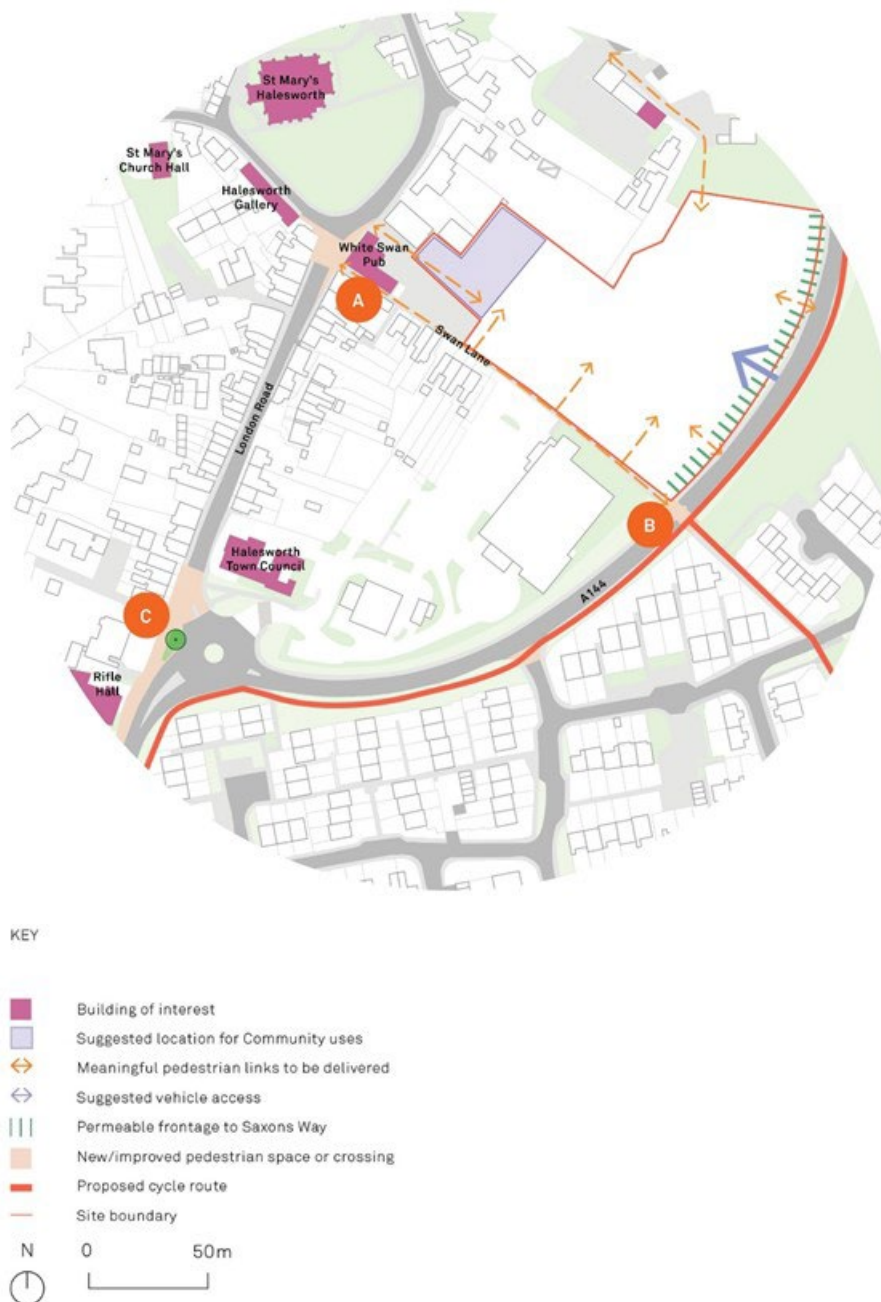 St Mary's
Halesworth
St Mary's
Church Hall
Halesworth
Gallery
White Swan
Pub
A
Swan Lane
London Road
B
Halesworth
Town Council
A144
C
Rifle
Hall
KEY
Building of interest
Suggested location for Community uses
Meaningful pedestrian links to be delivered
Suggested vehicle access
Permeable frontage to Saxons Way
New/improved pedestrian space or crossing
Proposed cycle route
Site boundary
N 0 50m